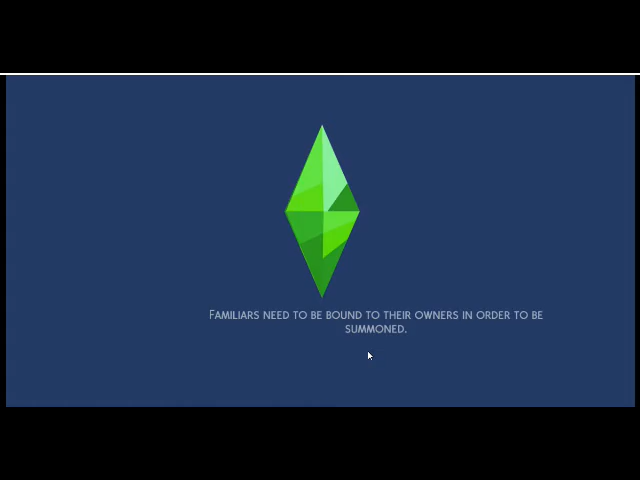 Familiars need to be bound to their owners in order to be
summoned.